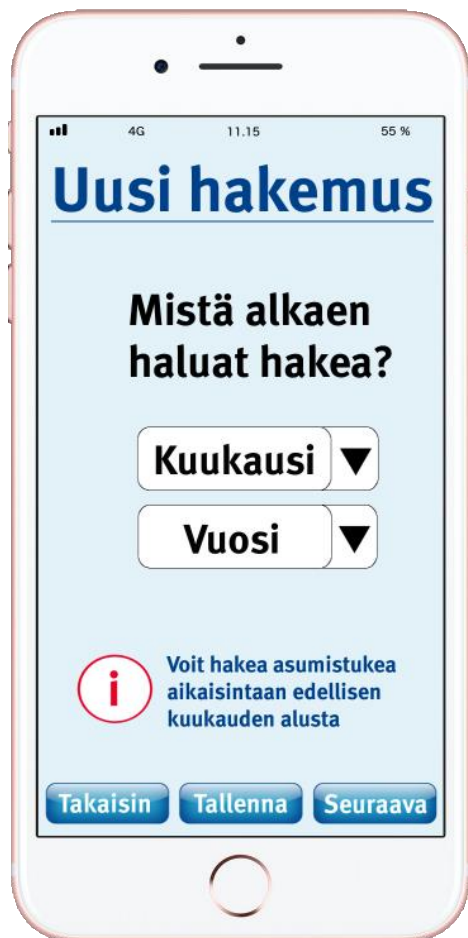 4G 11.15 55 %
Uusi hakemus
Mistä alkaen
haluat hakea?
Kuukausi
Vuosi
i
Voit hakea asumistukea
aikaisintaan edellisen
kuukauden alusta
Takaisin Tallenna Seuraava